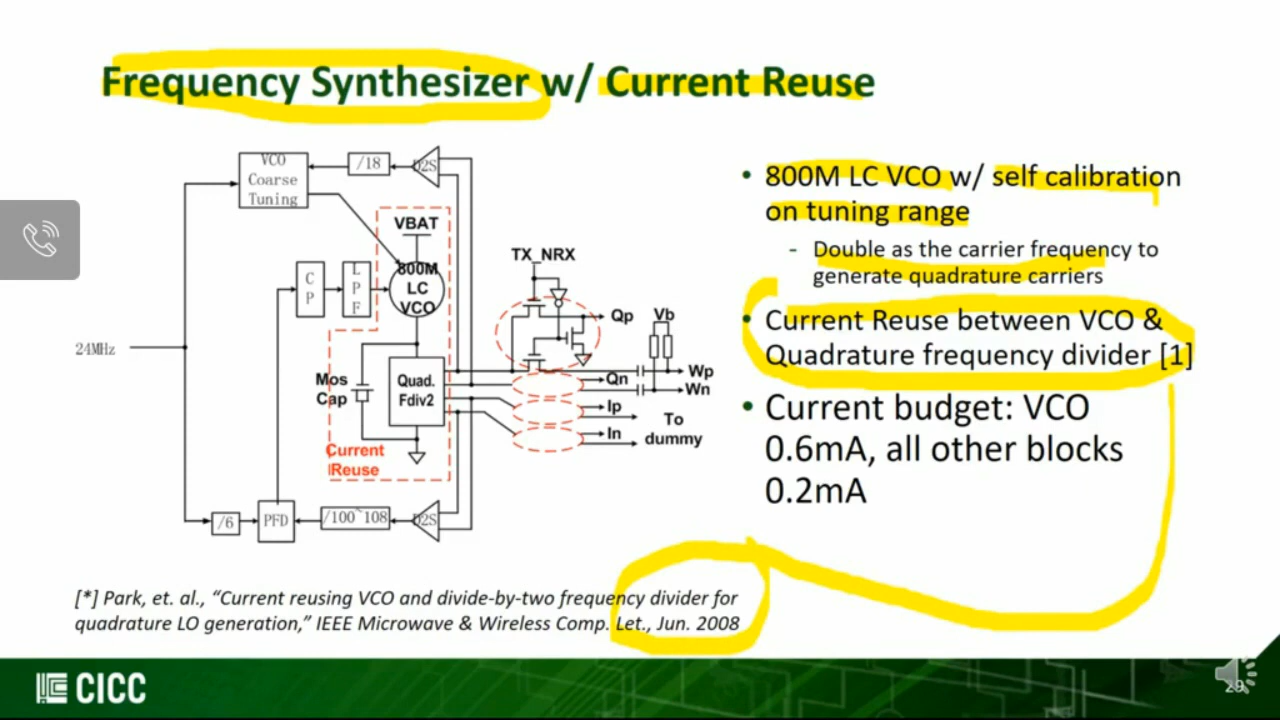 Frequency Synthesizer w/ Current Reuse
VCO
Coarse
Tuning
/18
D2S
VBAT
800M
LC
VCO
C
P
L
P
F
24MHz
Mos
Cap
Quad.
Fdiv2
Current
Reuse
/6
PFD
/100~108
D2S
TX_NRX
Qp
Vb
Wp
Qn
Wn
Ip
In
To
dummy
• 800M LC VCO w/ self calibration
on tuning range
- Double as the carrier frequency to
generate quadrature carriers
• Current Reuse between VCO &
Quadrature frequency divider [1]
• Current budget: VCO
0.6mA, all other blocks
0.2mA
[*] Park, et. al., “Current reusing VCO and divide-by-two frequency divider for
quadrature LO generation,” IEEE Microwave & Wireless Comp. Let., Jun. 2008
CICC
29